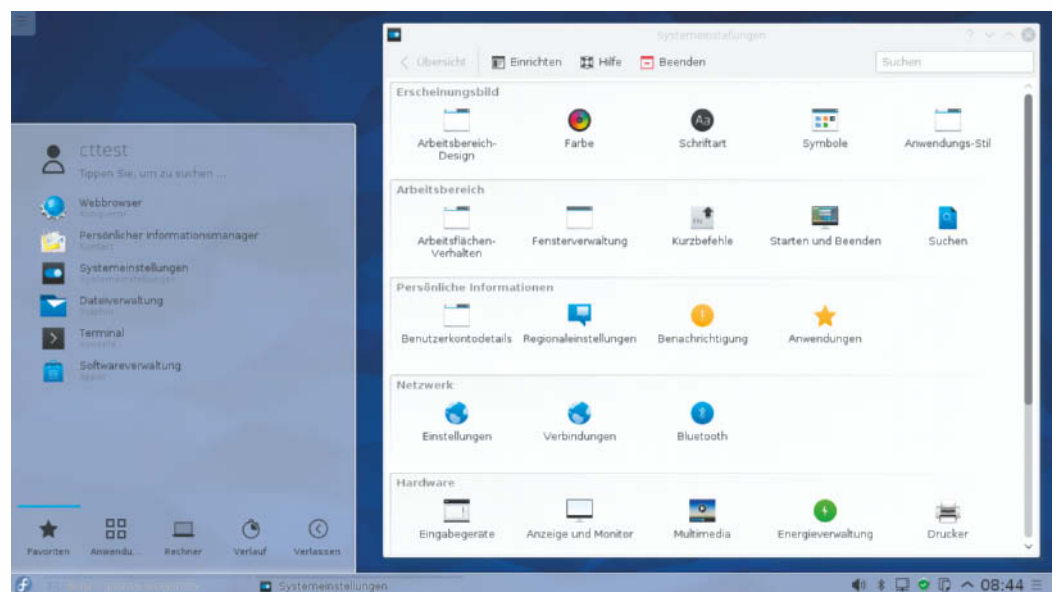 Systemeinstellungen
Übersicht Einrichten Hilfe Beenden Suchen
Erscheinungsbild
Arbeitsbereich-
Design
Farbe
Schriftart
Symbole
Anwendungs-Stil
Arbeitsbereich
Arbeitsflächen-
Verhalten
Fensterverwaltung
Kurzbefehle
Starten und Beenden
Suchen
Persönliche Informationen
Benutzerkontodetails
Regionaleinstellungen
Benachrichtigung
Anwendungen
Netzwerk
Einstellungen
Verbindungen
Bluetooth
Hardware
Eingabegeräte
Anzeige und Monitor
Multimedia
Energieverwaltung
Drucker
cttest
Tippen Sie, um zu suchen ...
Webbrowser
Konqueror
Persönlicher Informationsmanager
Kontact
Systemeinstellungen
Systemeinstellungen
Dateiverwaltung
Dolphin
Terminal
Konsole
Softwareverwaltung
Apper
Favoriten Anwendu... Rechner Verlauf Verlassen
Systemeinstellungen
08:44